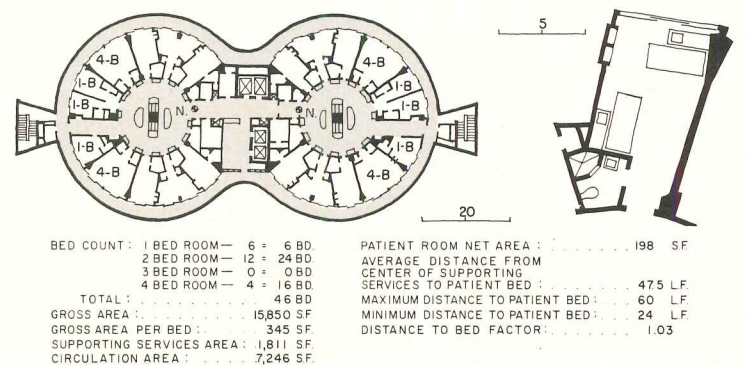 5
4-B
4-B
1-B
1-B
1-B
1-B
N.
N.
1-B
1-B
4-B
4-B
20
BED COUNT: 1 BED ROOM — 6 = 6 BD.
2 BED ROOM — 12 = 24 BD.
3 BED ROOM — 0 = 0 BD.
4 BED ROOM — 4 = 16 BD.
TOTAL: . . . . . . . . . . 46 BD
GROSS AREA: . . . . . . . . 15,850 S.F.
GROSS AREA PER BED: . . . . 345 S.F.
SUPPORTING SERVICES AREA: 1,811 S.F.
CIRCULATION AREA: . . . . . 7,246 S.F.
PATIENT ROOM NET AREA: . . . . . . . . 198 S.F.
AVERAGE DISTANCE FROM
CENTER OF SUPPORTING
SERVICES TO PATIENT BED: . . . . . . . 47.5 L.F.
MAXIMUM DISTANCE TO PATIENT BED: . . . 60 L.F.
MINIMUM DISTANCE TO PATIENT BED: . . . 24 L.F.
DISTANCE TO BED FACTOR: . . . . . . . . 1.03